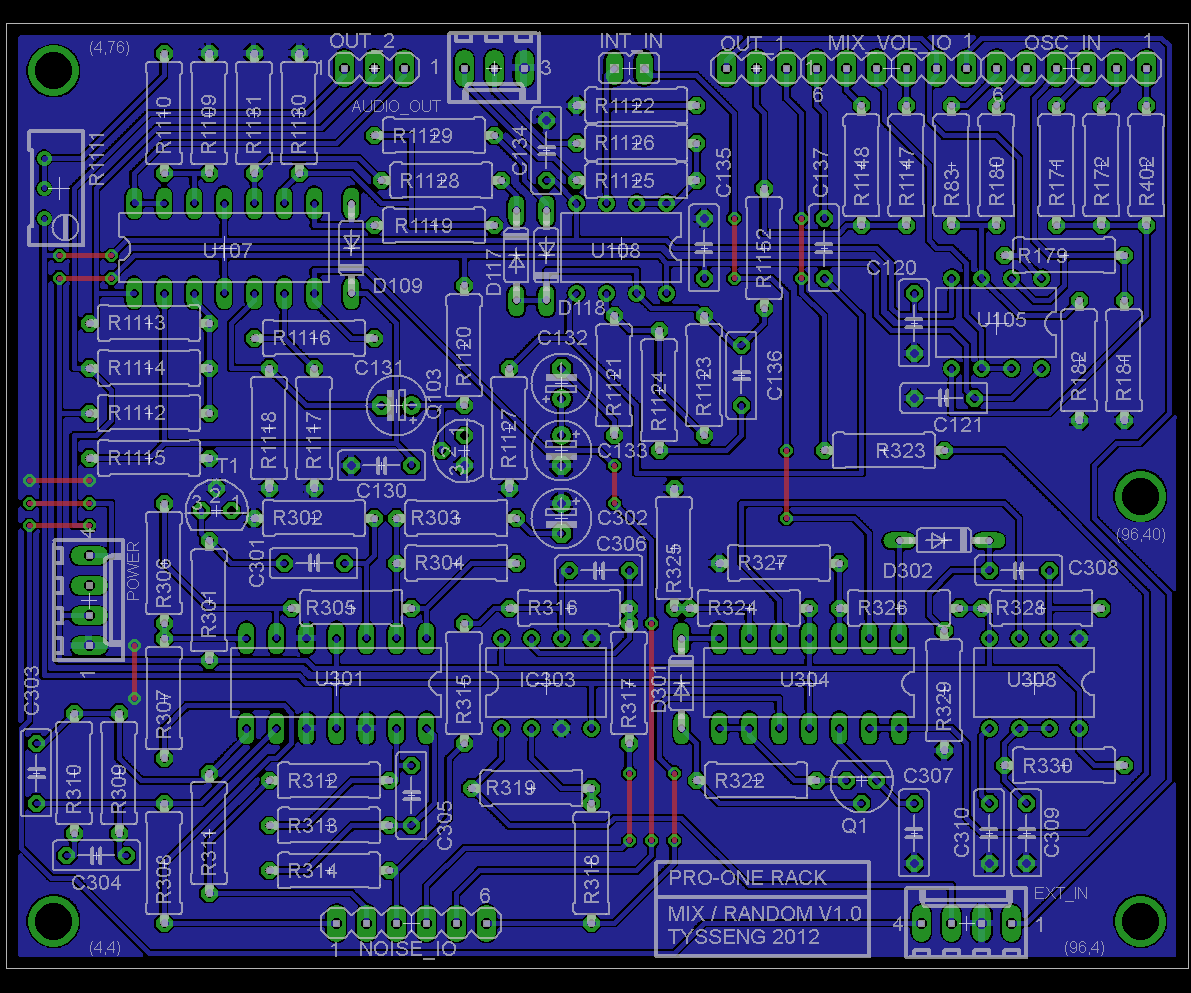 (4,76)
OUT_2
1
AUDIO_OUT
1
3
INT_IN
OUT_1
MIX_VOL_IO
1
OSC_IN
1
1
6
6
R1110
R1109
R1131
R1130
R1111
R1129
R1128
R1119
C134
R1122
R1126
R1125
C135
C137
R1148
R1147
R83
R180
R171
R172
R402
U107
D109
D117
D118
U108
R1152
C120
R179
U105
R182
R181
C121
R1113
R1114
R1112
R1115
R1116
C131
Q103
R1120
R1118
R1117
C130
3 2 1
R1127
C132
C133
C302
R1121
R1124
R1123
C136
R323
T1
3 2 1
4
POWER
1
R302
R303
C301
R304
R305
R306
R301
C306
R316
R325
R327
D302
C308
(96,40)
R324
R326
R328
C303
R307
U301
R315
IC303
R317
D301
U304
R329
U308
R310
R309
C304
R308
R311
R312
R313
R314
C305
R319
R318
R322
Q1
C307
C310
C309
R330
6
1
NOISE_IO
PRO-ONE RACK
MIX / RANDOM V1.0
TYSSENG 2012
4
1
EXT_IN
(4,4)
(96,4)